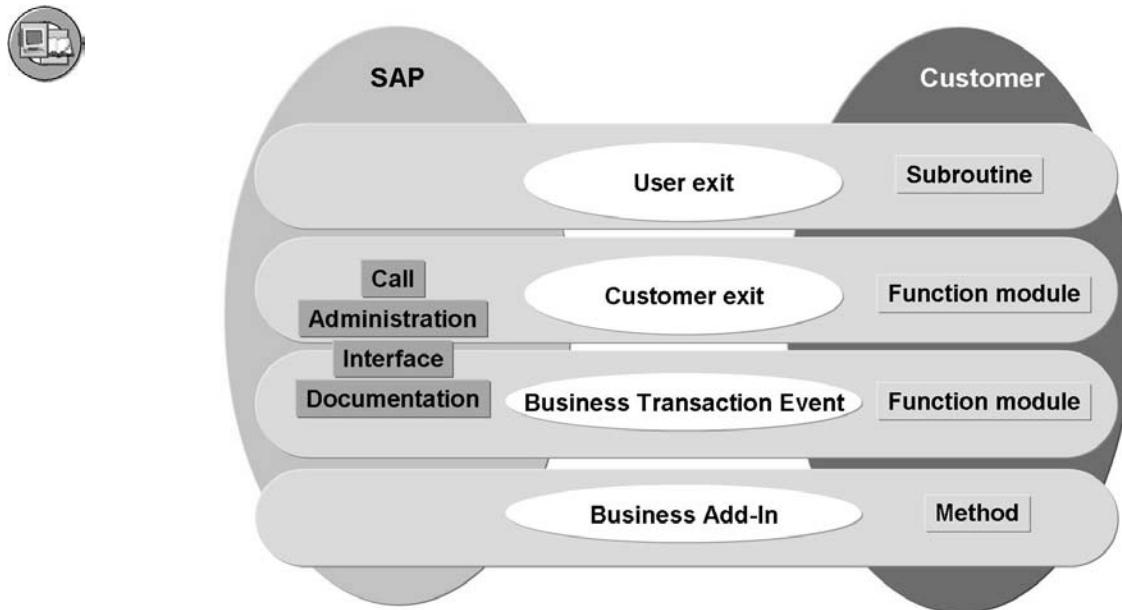 SAP
Customer
User exit
Subroutine
Call
Administration
Customer exit
Function module
Interface
Documentation
Business Transaction Event
Function module
Business Add-In
Method